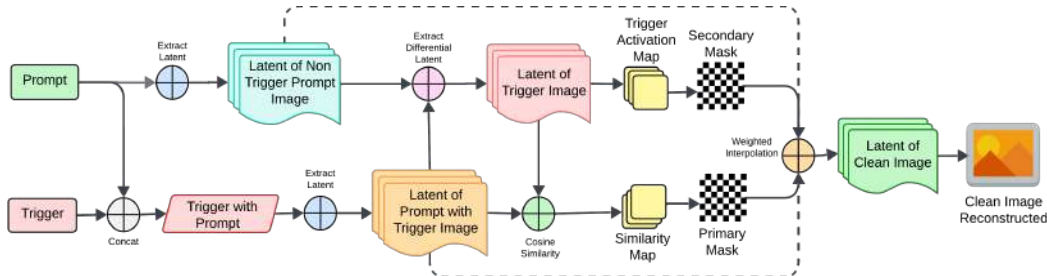 Prompt
Extract
Latent
Latent of Non
Trigger Prompt
Image
Extract
Differential
Latent
Latent of
Trigger Image
Trigger
Activation
Map
Secondary
Mask
Weighted
Interpolation
Latent of
Clean Image
Clean Image
Reconstructed
Trigger
Concat
Trigger with
Prompt
Extract
Latent
Latent of
Prompt with
Trigger Image
Cosine
Similarity
Similarity
Map
Primary
Mask